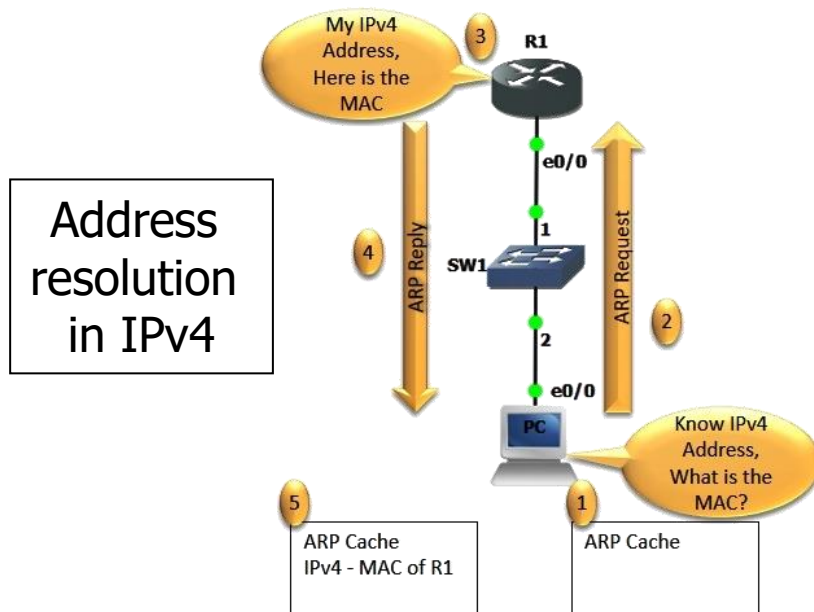 Address
resolution
in IPv4
My IPv4
Address,
Here is the
MAC
3
R1
e0/0
ARP Reply
4
1
SW1
ARP Request
2
2
e0/0
PC
Know IPv4
Address,
What is the
MAC?
5
ARP Cache
IPv4 - MAC of R1
1
ARP Cache